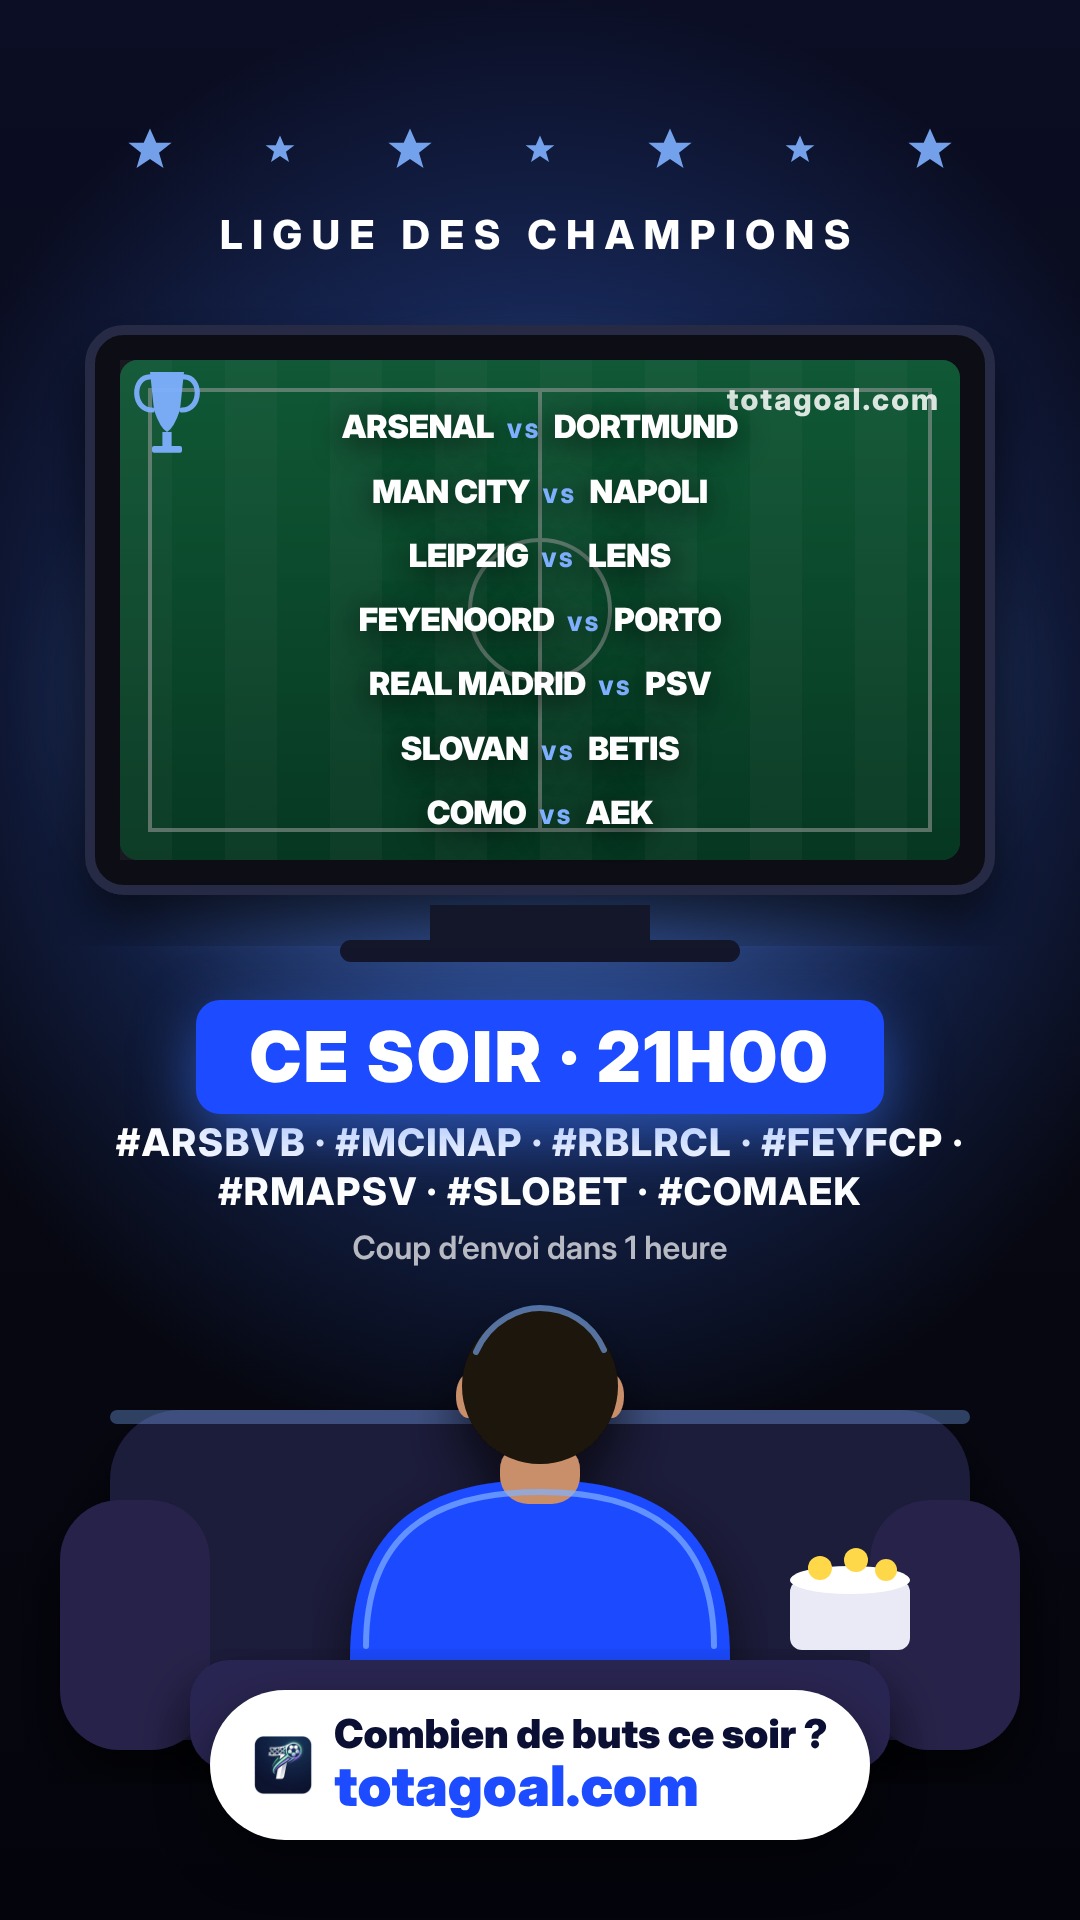 LIGUE DES CHAMPIONS
totagoal.com
ARSENAL vs DORTMUND
MAN CITY vs NAPOLI
LEIPZIG vs LENS
FEYENOORD vs PORTO
REAL MADRID vs PSV
SLOVAN vs BETIS
COMO vs AEK
CE SOIR · 21H00
#ARSBVB · #MCINAP · #RBLRCL · #FEYFCP ·
#RMAPSV · #SLOBET · #COMAEK
Coup d’envoi dans 1 heure
Combien de buts ce soir ?
totagoal.com